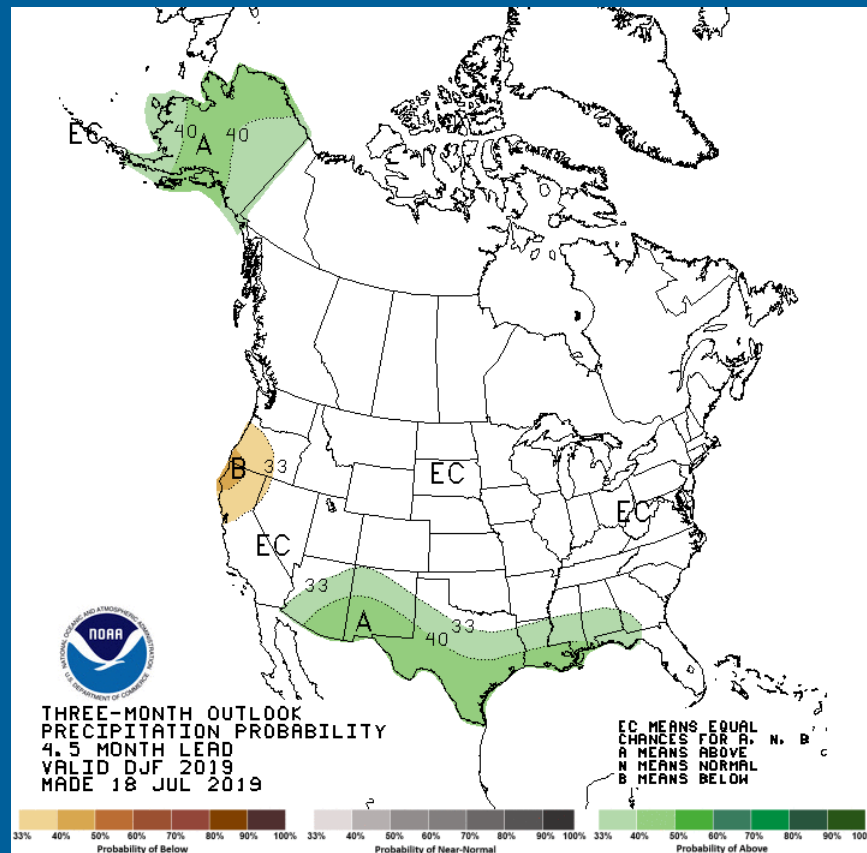 EC
40
A
40
B
33
EC
EC
EC
33
A
33
40
NATIONAL OCEANIC AND ATMOSPHERIC ADMINISTRATION
NOAA
U.S. DEPARTMENT OF COMMERCE
THREE-MONTH OUTLOOK
PRECIPITATION PROBABILITY
4.5 MONTH LEAD
VALID DJF 2019
MADE 18 JUL 2019
EC MEANS EQUAL
CHANCES FOR A, N, B
A MEANS ABOVE
N MEANS NORMAL
B MEANS BELOW
33% 40% 50% 60% 70% 80% 90% 100%
Probability of Below
33% 40% 50% 60% 70% 80% 90% 100%
Probability of Near-Normal
33% 40% 50% 60% 70% 80% 90% 100
Probability of Above